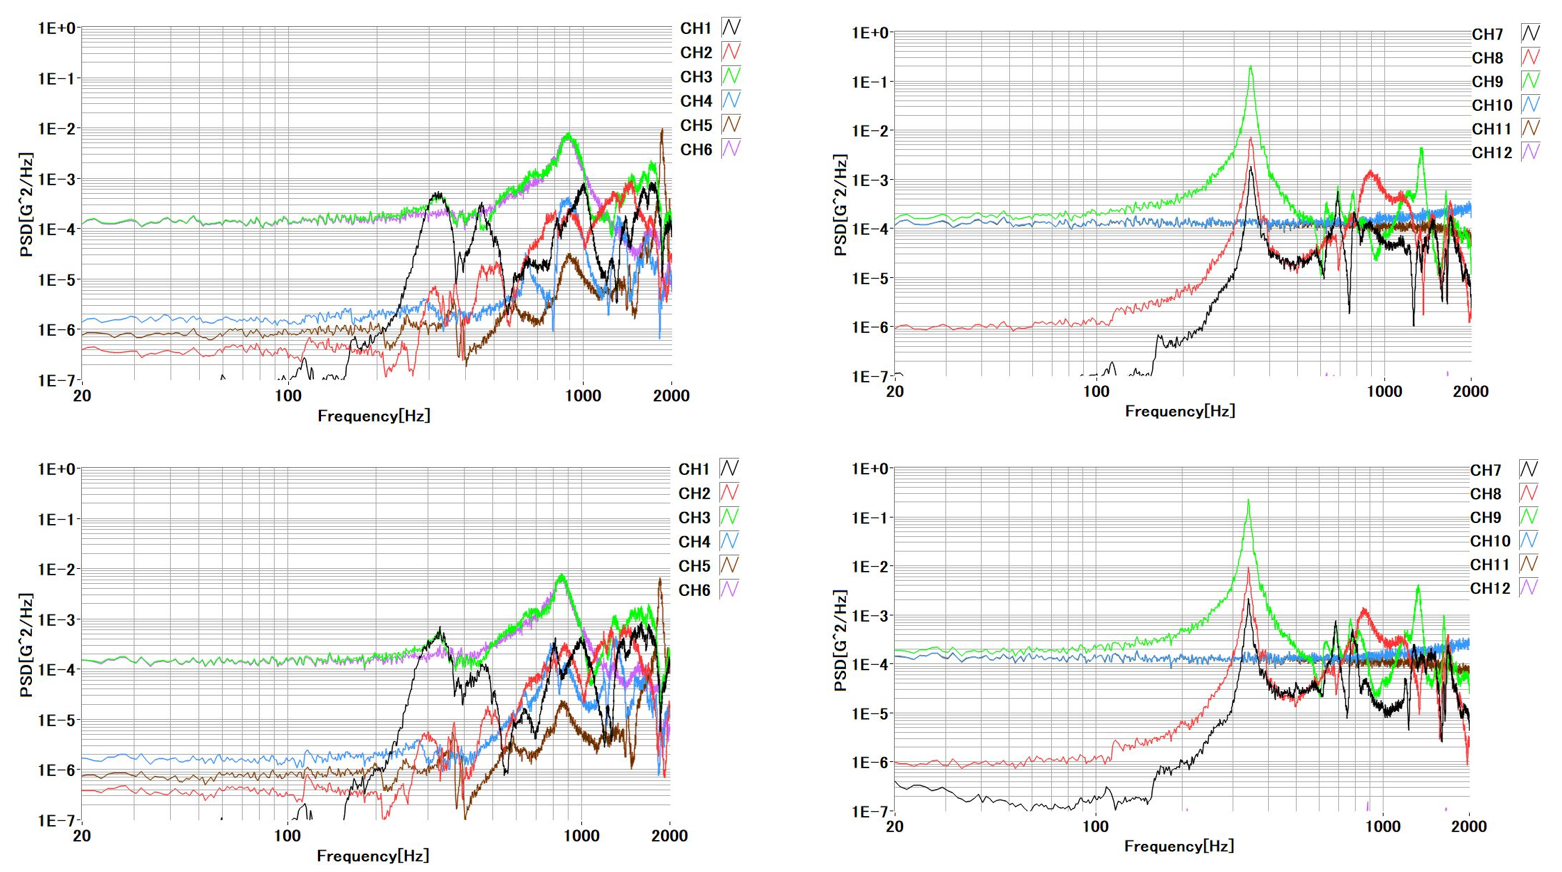 1E+0
1E-1
1E-2
1E-3
1E-4
1E-5
1E-6
1E-7
PSD[G^2/Hz]
20
100
1000
2000
Frequency[Hz]
CH1
CH2
CH3
CH4
CH5
CH6
1E+0
1E-1
1E-2
1E-3
1E-4
1E-5
1E-6
1E-7
PSD[G^2/Hz]
20
100
1000
2000
Frequency[Hz]
CH7
CH8
CH9
CH10
CH11
CH12
1E+0
1E-1
1E-2
1E-3
1E-4
1E-5
1E-6
1E-7
PSD[G^2/Hz]
20
100
1000
2000
Frequency[Hz]
CH1
CH2
CH3
CH4
CH5
CH6
1E+0
1E-1
1E-2
1E-3
1E-4
1E-5
1E-6
1E-7
PSD[G^2/Hz]
20
100
1000
2000
Frequency[Hz]
CH7
CH8
CH9
CH10
CH11
CH12